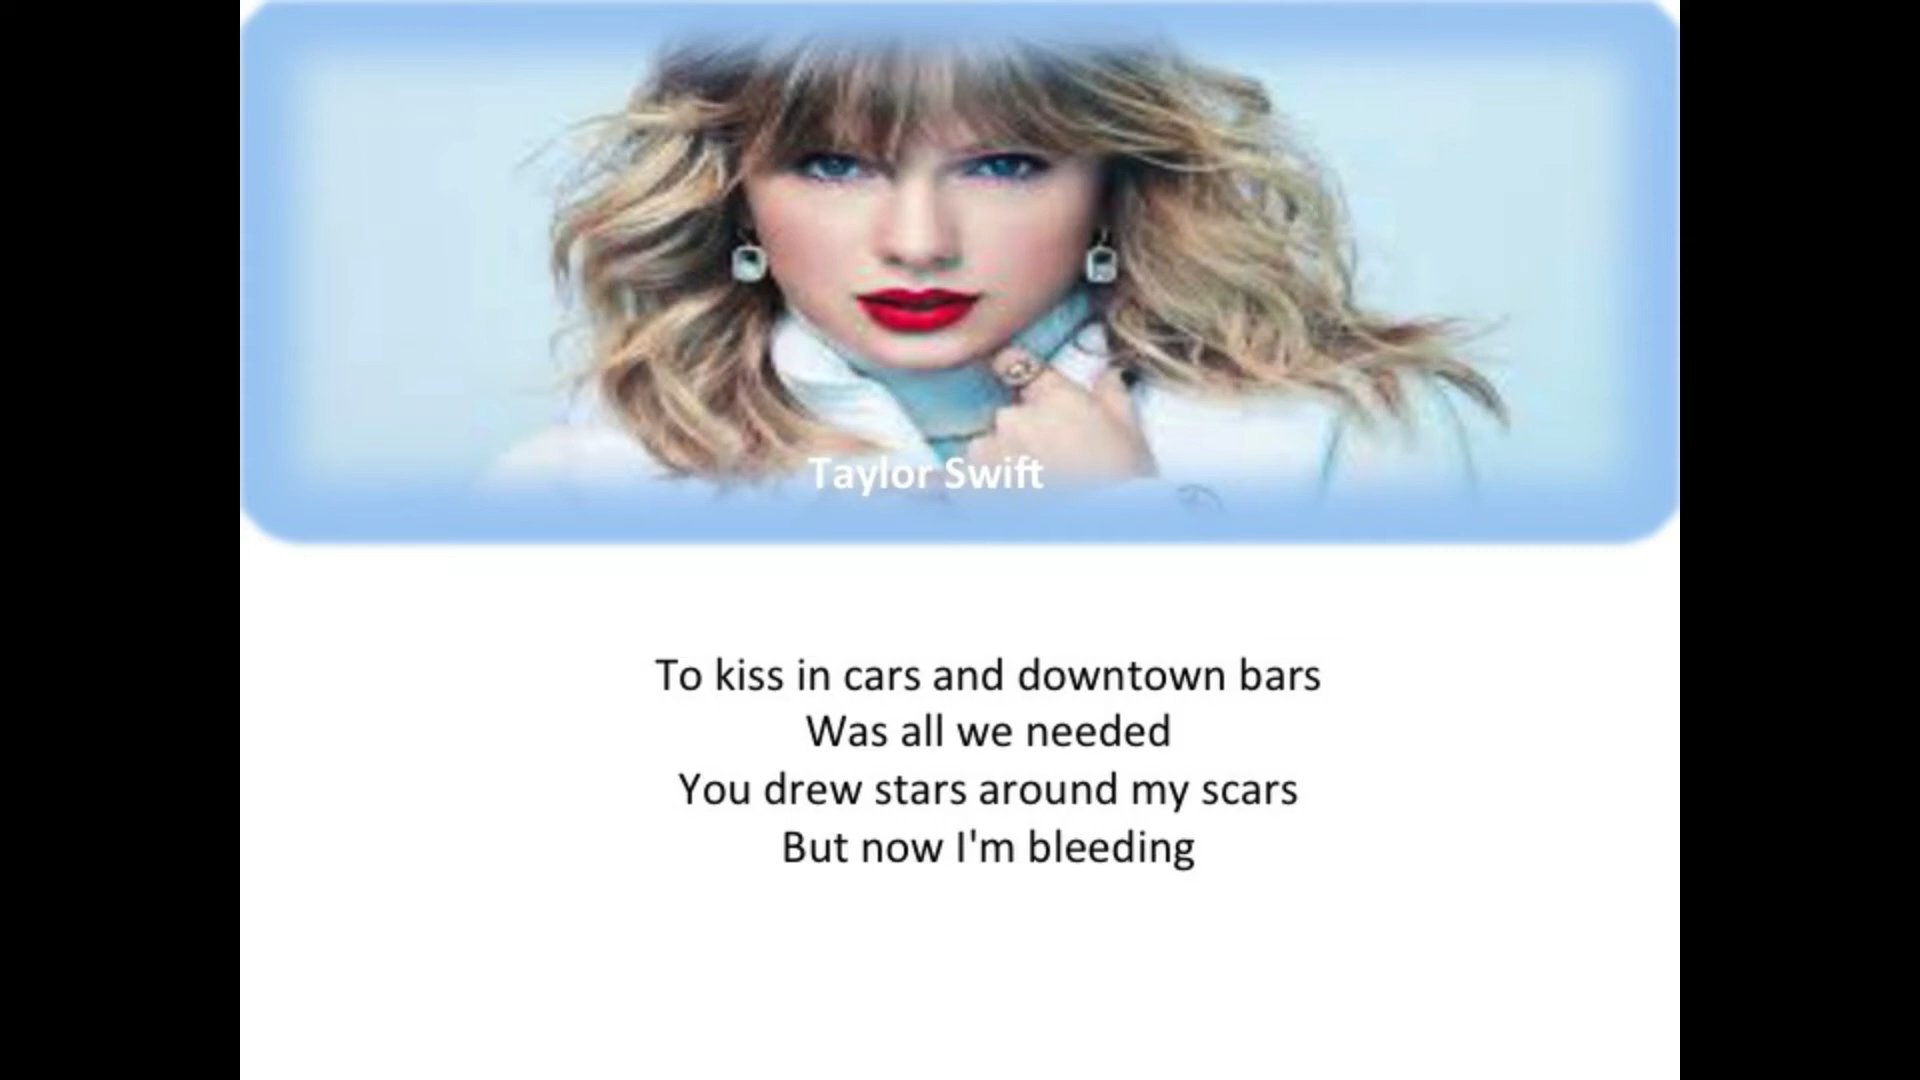 Taylor Swift
To kiss in cars and downtown bars
Was all we needed
You drew stars around my scars
But now I'm bleeding